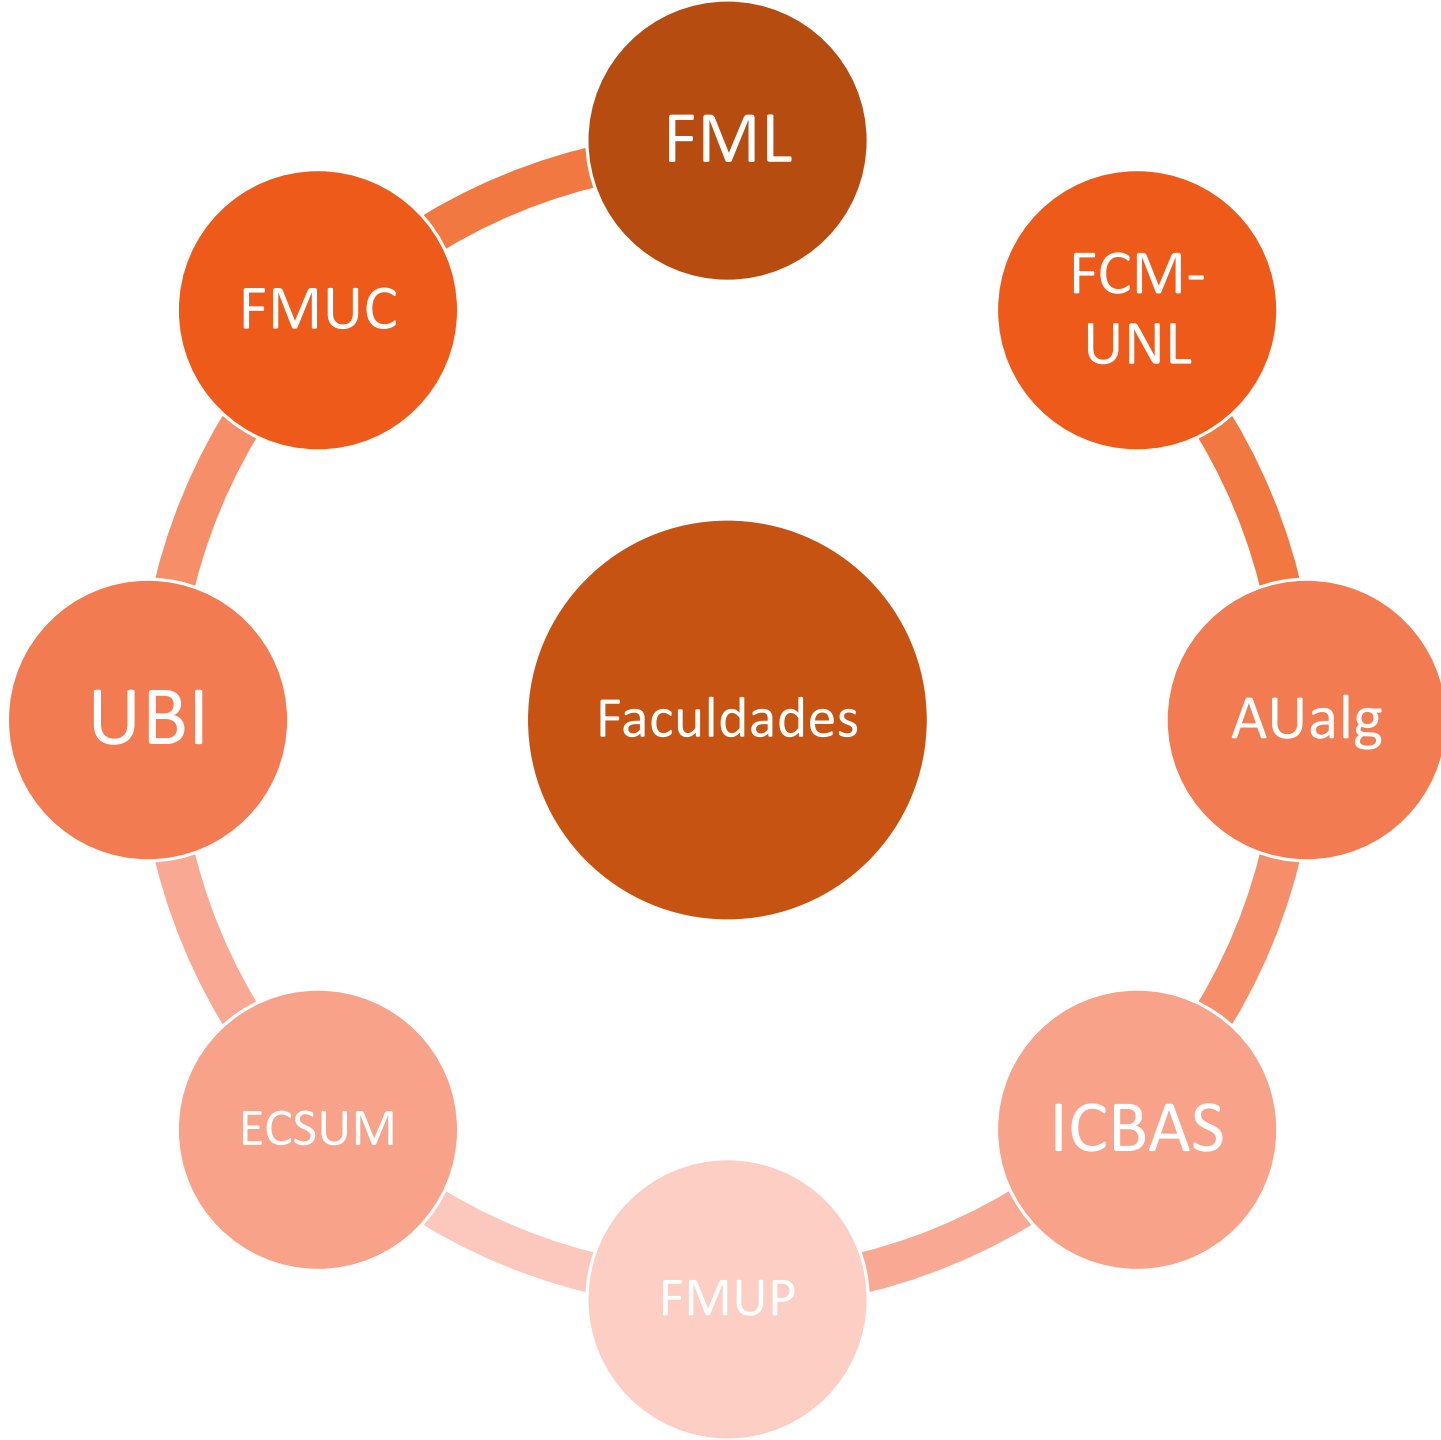 FML
FCM-
UNL
AUalg
ICBAS
FMUP
ECSUM
UBI
FMUC
Faculdades